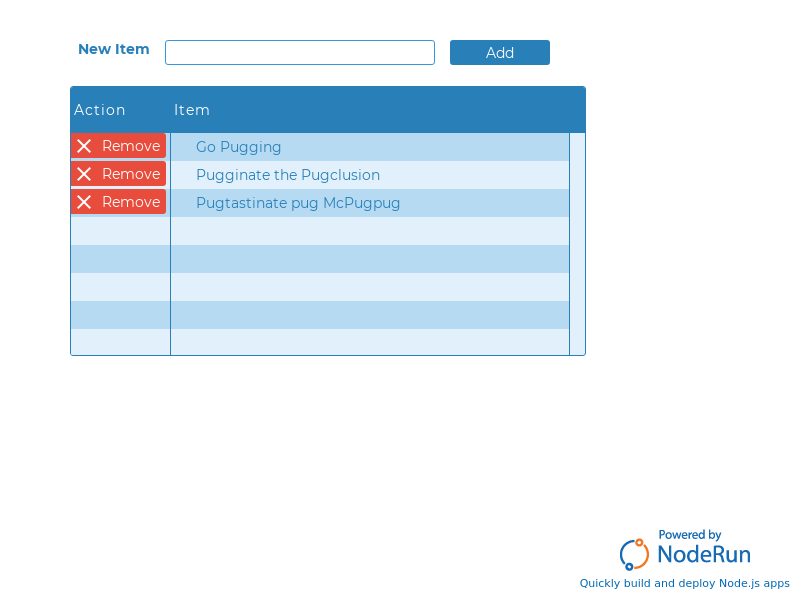 New Item
Add
Action Item
Remove Go Pugging
Remove Pugginate the Pugclusion
Remove Pugtastinate pug McPugpug
Powered by
NodeRun
Quickly build and deploy Node.js apps